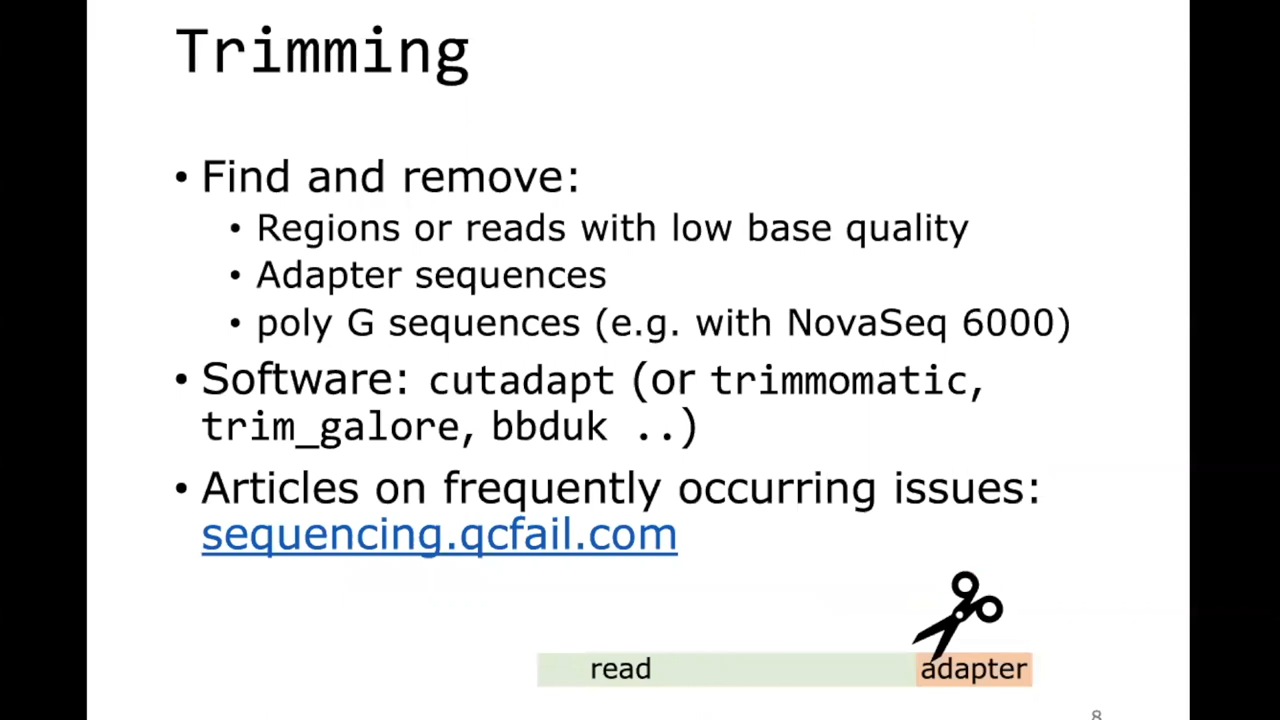 Trimming
• Find and remove:
• Regions or reads with low base quality
• Adapter sequences
• poly G sequences (e.g. with NovaSeq 6000)
• Software: cutadapt (or trimmomatic,
trim_galore, bbduk ..)
• Articles on frequently occurring issues:
sequencing.qcfail.com
read adapter
8